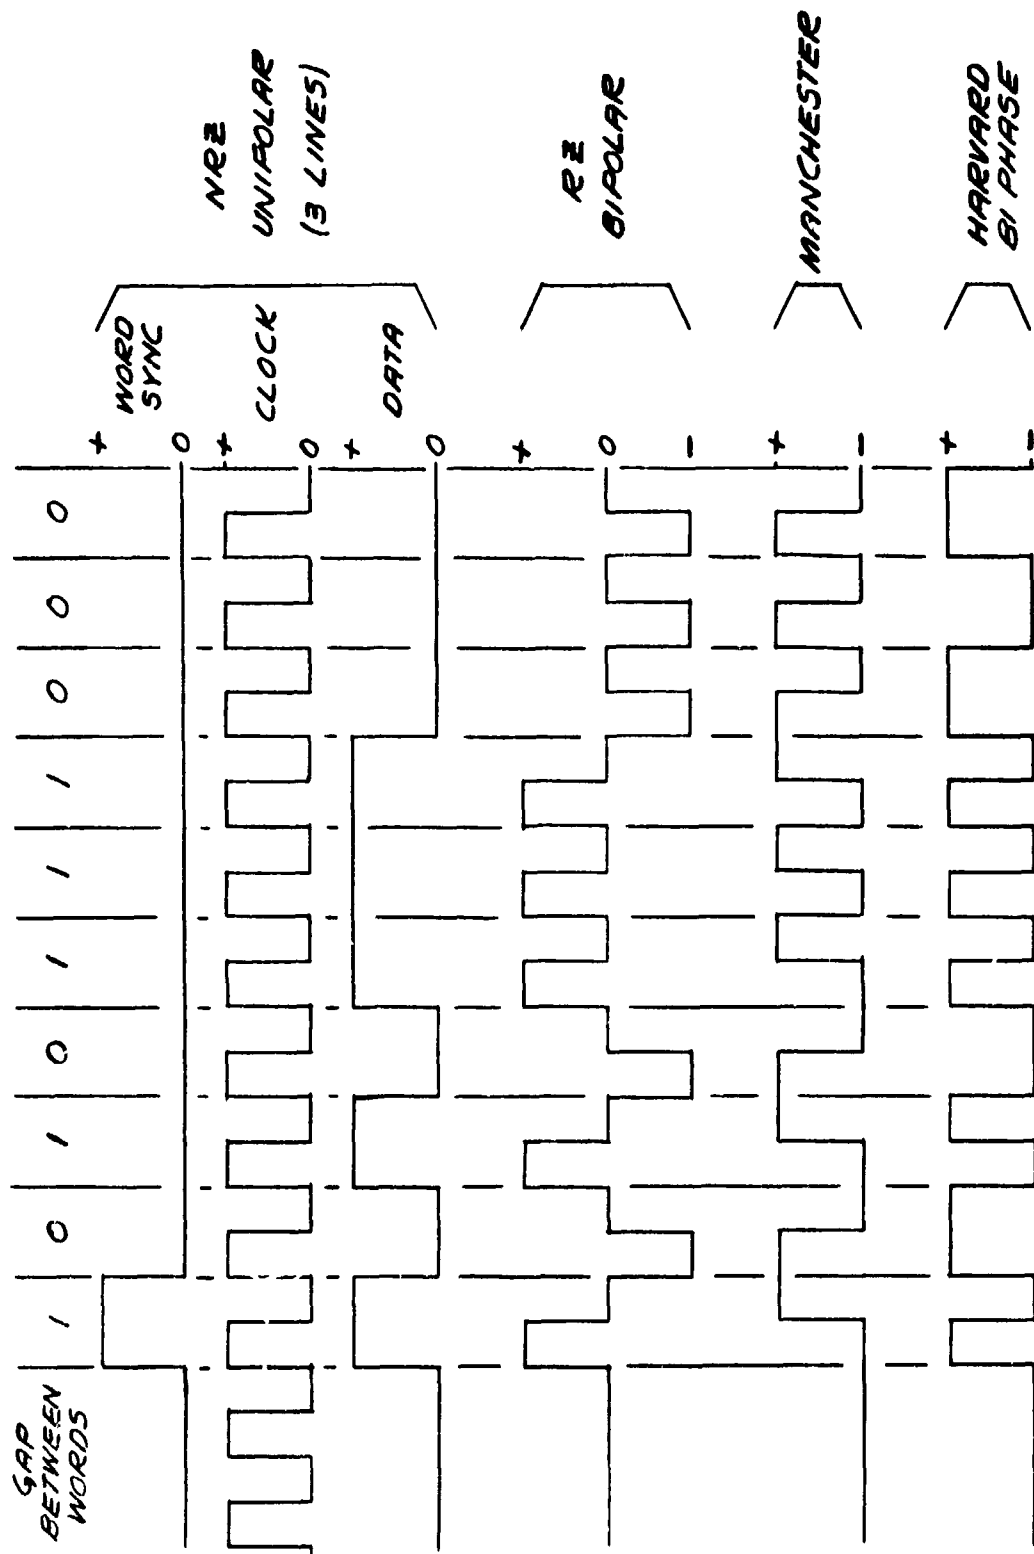 GAP
BETWEEN
WORDS
1 0 1 0 1 1 1 0 0 0
+
WORD
SYNC
0
+
CLOCK
0
+
DATA
0
NRZ
UNIPOLAR
(3 LINES)
+
0
-
RZ
BIPOLAR
+
-
MANCHESTER
+
-
HARVARD
BI PHASE